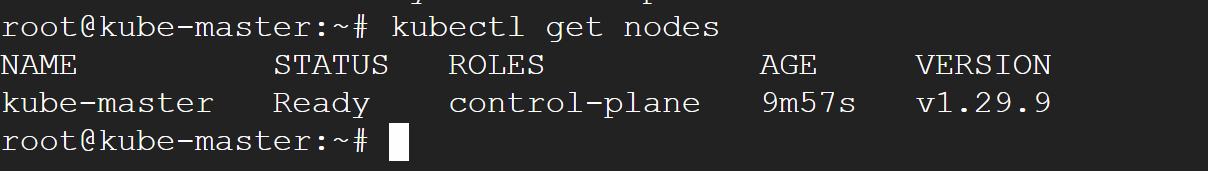 root@kube-master:~# kubectl get nodes
NAME STATUS ROLES AGE VERSION
kube-master Ready control-plane 9m57s v1.29.9
root@kube-master:~#